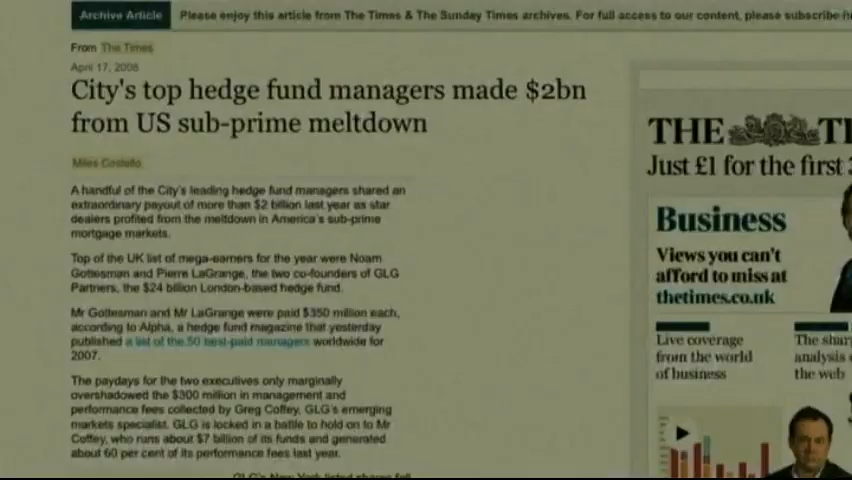 Archive Article Please enjoy this article from The Times & The Sunday Times archives. For full access to our content, please subscribe
From The Times
April 17, 2008
City's top hedge fund managers made $2bn
from US sub-prime meltdown
Miles Costello
A handful of the City's leading hedge fund managers shared an
extraordinary payout of more than $2 billion last year as star
dealers profited from the meltdown in America's sub-prime
mortgage markets.
Top of the UK list of mega-earners for the year were Noam
Gottesman and Pierre LaGrange, the two co-founders of GLG
Partners, the $24 billion London-based hedge fund.
Mr Gottesman and Mr LaGrange were paid $350 million each,
according to Alpha, a hedge fund magazine that yesterday
published a list of the 50 best-paid managers worldwide for
2007.
The paydays for the two executives only marginally
overshadowed the $300 million in management and
performance fees collected by Greg Coffey, GLG's emerging
markets specialist. GLG is locked in a battle to hold on to Mr
Coffey, who runs about $7 billion of its funds and generated
about 60 per cent of its performance fees last year.
GLG's New York listed shares fell
THE TI
Just £1 for the first
Business
Views you can't
afford to miss at
thetimes.co.uk
Live coverage
from the world
of business
The shar
analysis
the web